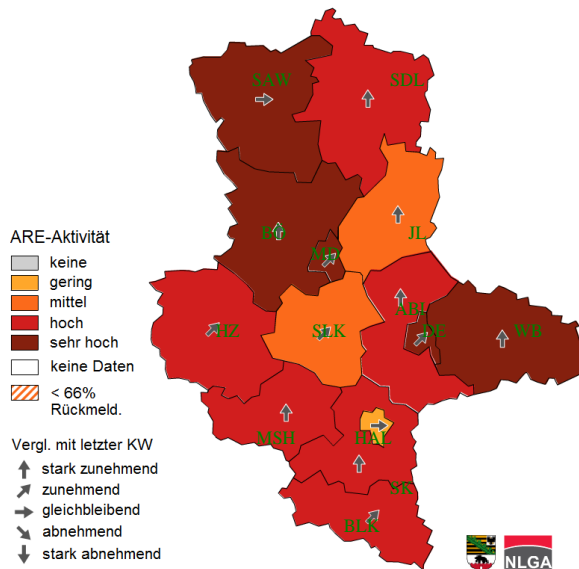 SAW
SDL
BÖ
JL
MD
ABI
HZ
SLK
DE
WB
MSH
HAL
SK
BLK
ARE-Aktivität
keine
gering
mittel
hoch
sehr hoch
keine Daten
< 66%
Rückmeld.
Vergl. mit letzter KW
stark zunehmend
zunehmend
gleichbleibend
abnehmend
stark abnehmend
NLGA